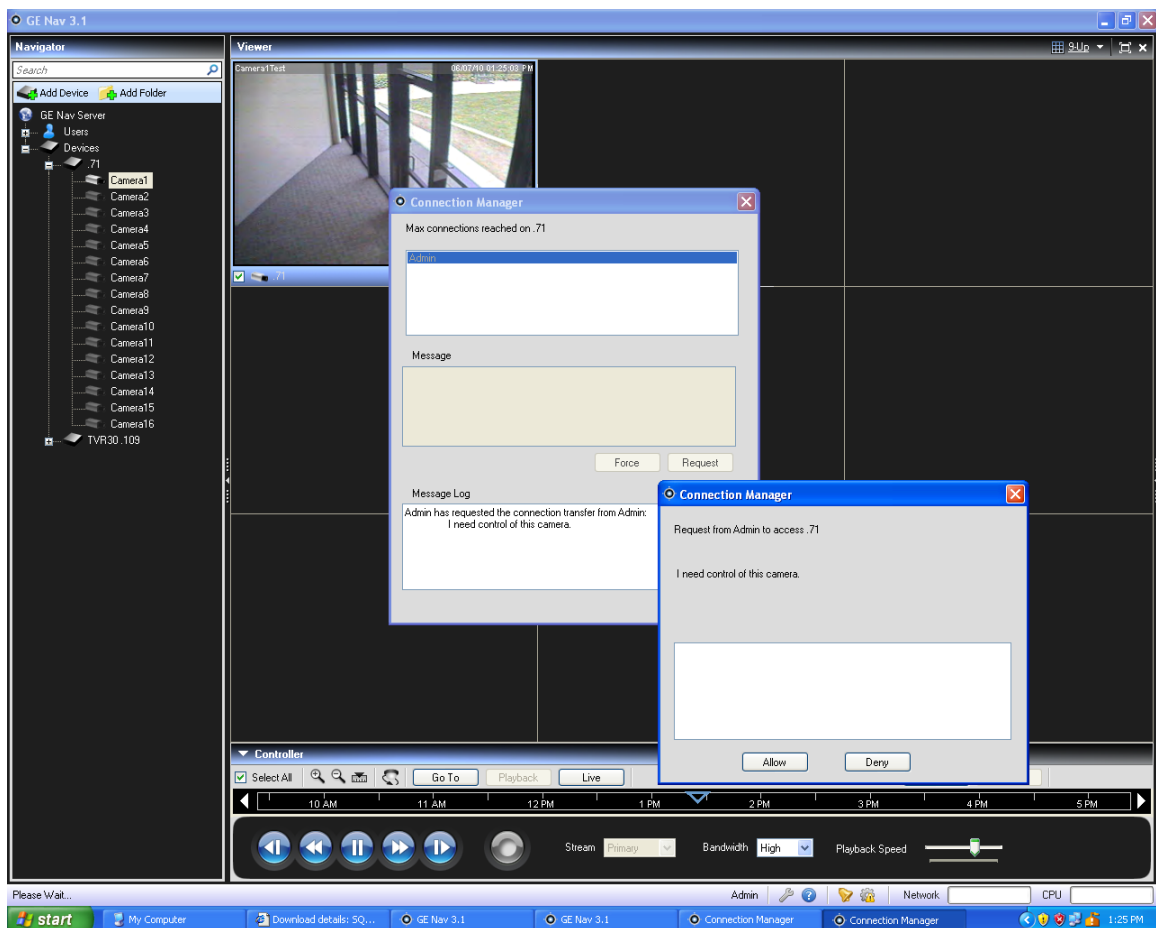 GE Nav 3.1
Navigator
Search
Add Device Add Folder
GE Nav Server
Users
Devices
.71
Camera1
Camera2
Camera3
Camera4
Camera5
Camera6
Camera7
Camera8
Camera9
Camera10
Camera11
Camera12
Camera13
Camera14
Camera15
Camera16
TVR30 .109
Viewer
9-Up
Camera1Test 06/07/10 01:25:03 PM
.71
Connection Manager
Max connections reached on .71
Admin
Message
Force Request
Message Log
Admin has requested the connection transfer from Admin:
I need control of this camera.
Connection Manager
Request from Admin to access .71
I need control of this camera.
Allow Deny
Controller
Select All Go To Playback Live
10 AM 11 AM 12 PM 1 PM 2 PM 3 PM 4 PM 5 PM
Stream Primary Bandwidth High Playback Speed
Please Wait... Admin Network CPU
start My Computer Download details: SQ... GE Nav 3.1 GE Nav 3.1 Connection Manager Connection Manager 1:25 PM